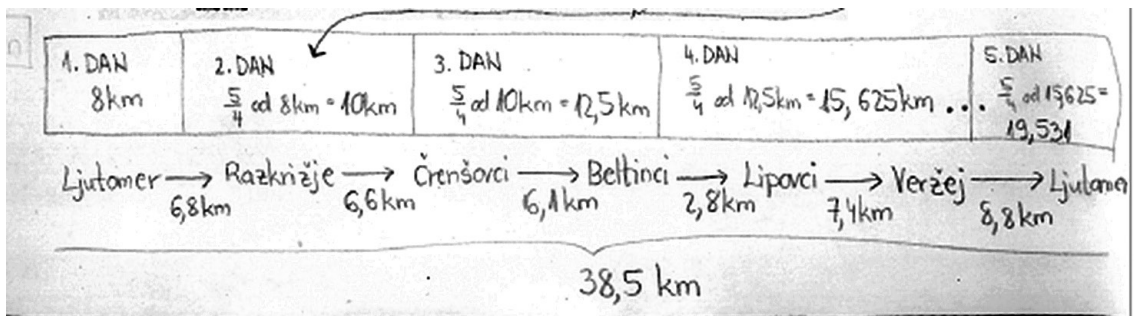 1. DAN
8km
2. DAN
5/4 od 8km = 10km
3. DAN
5/4 od 10km = 12,5km
4. DAN
5/4 od 12,5km = 15,625km ...
5. DAN
5/4 od 15,625 =
19,531
Ljutomer → Razkrižje → Črenšovci → Beltinci → Lipovci → Veržej → Ljutomer
6,8km 6,6km 6,1km 2,8km 7,4km 8,8km
38,5 km